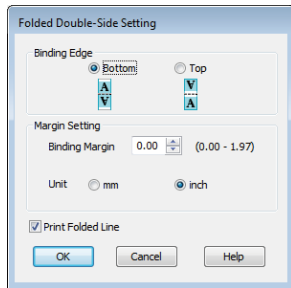 Folded Double-Side Setting
Binding Edge
Bottom Top
A V
V A
Margin Setting
Binding Margin 0.00 (0.00 - 1.97)
Unit mm inch
Print Folded Line
OK Cancel Help